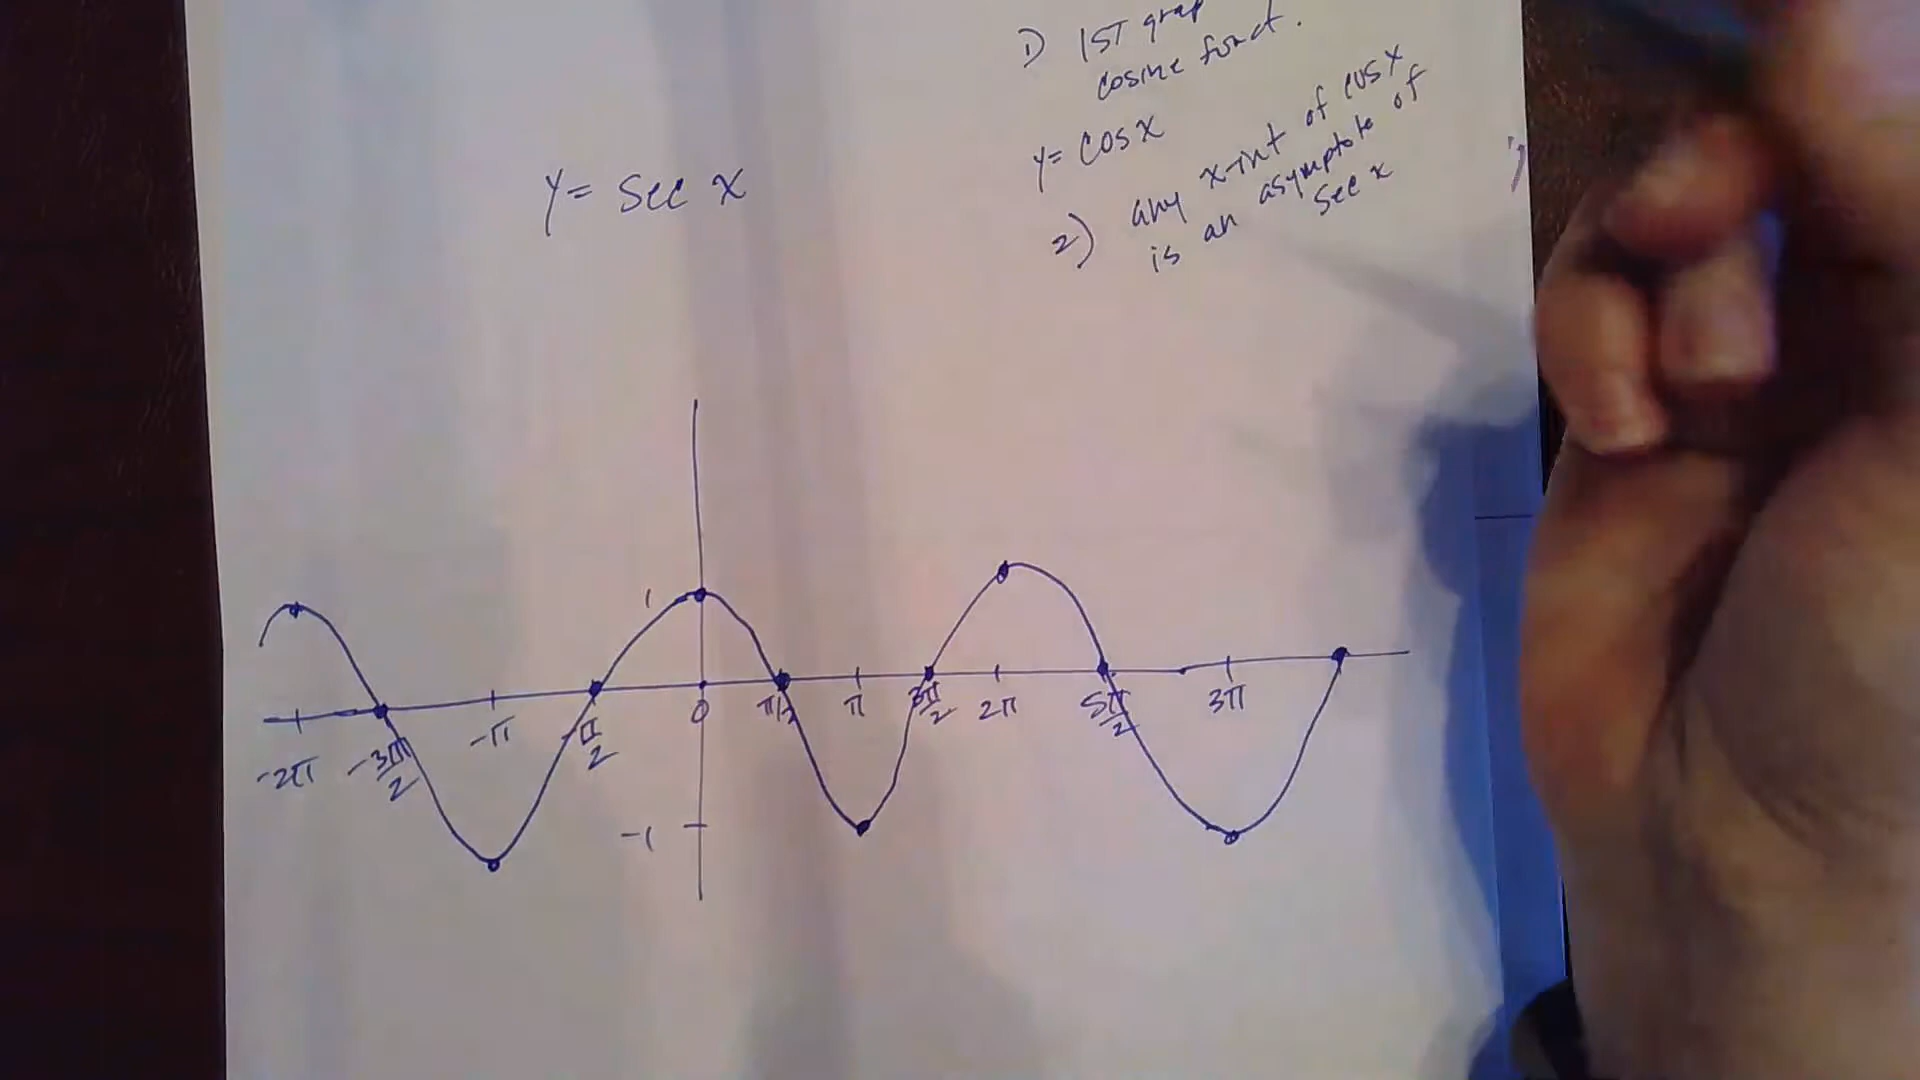 1) 1ST grap
cosine funct.
y= cos x
2) any x-int of cos x
is an asymptote of
sec x
y= sec x
1
-2π -3π/2 -π -π/2 0 π/2 π 3π/2 2π 5π/2 3π
-1